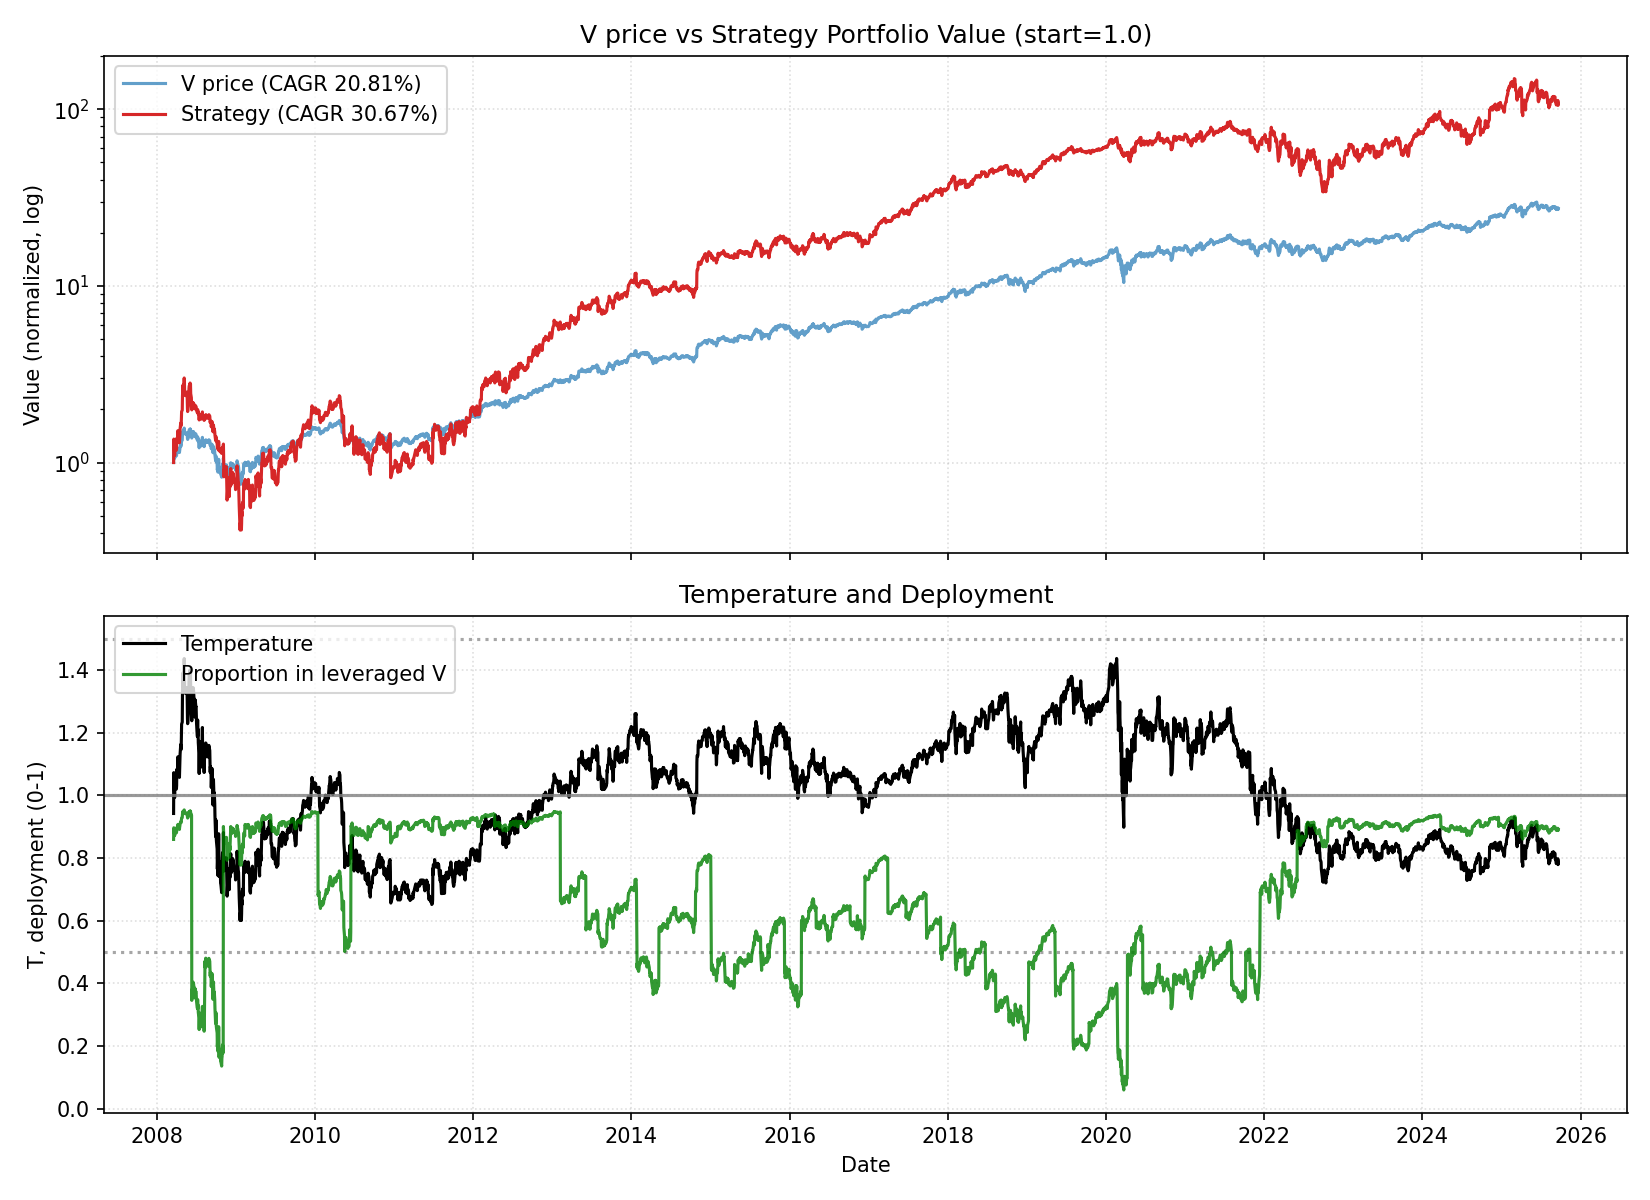 V price vs Strategy Portfolio Value (start=1.0)
V price (CAGR 20.81%)
Strategy (CAGR 30.67%)
Value (normalized, log)
10²
10¹
10⁰
Temperature and Deployment
Temperature
Proportion in leveraged V
T, deployment (0-1)
1.4
1.2
1.0
0.8
0.6
0.4
0.2
0.0
2008 2010 2012 2014 2016 2018 2020 2022 2024 2026
Date